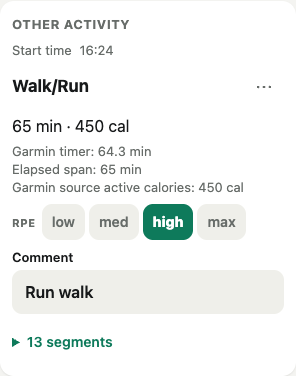 OTHER ACTIVITY
Start time 16:24
Walk/Run ...
65 min · 450 cal
Garmin timer: 64.3 min
Elapsed span: 65 min
Garmin source active calories: 450 cal
RPE low med high max
Comment
Run walk
▶ 13 segments